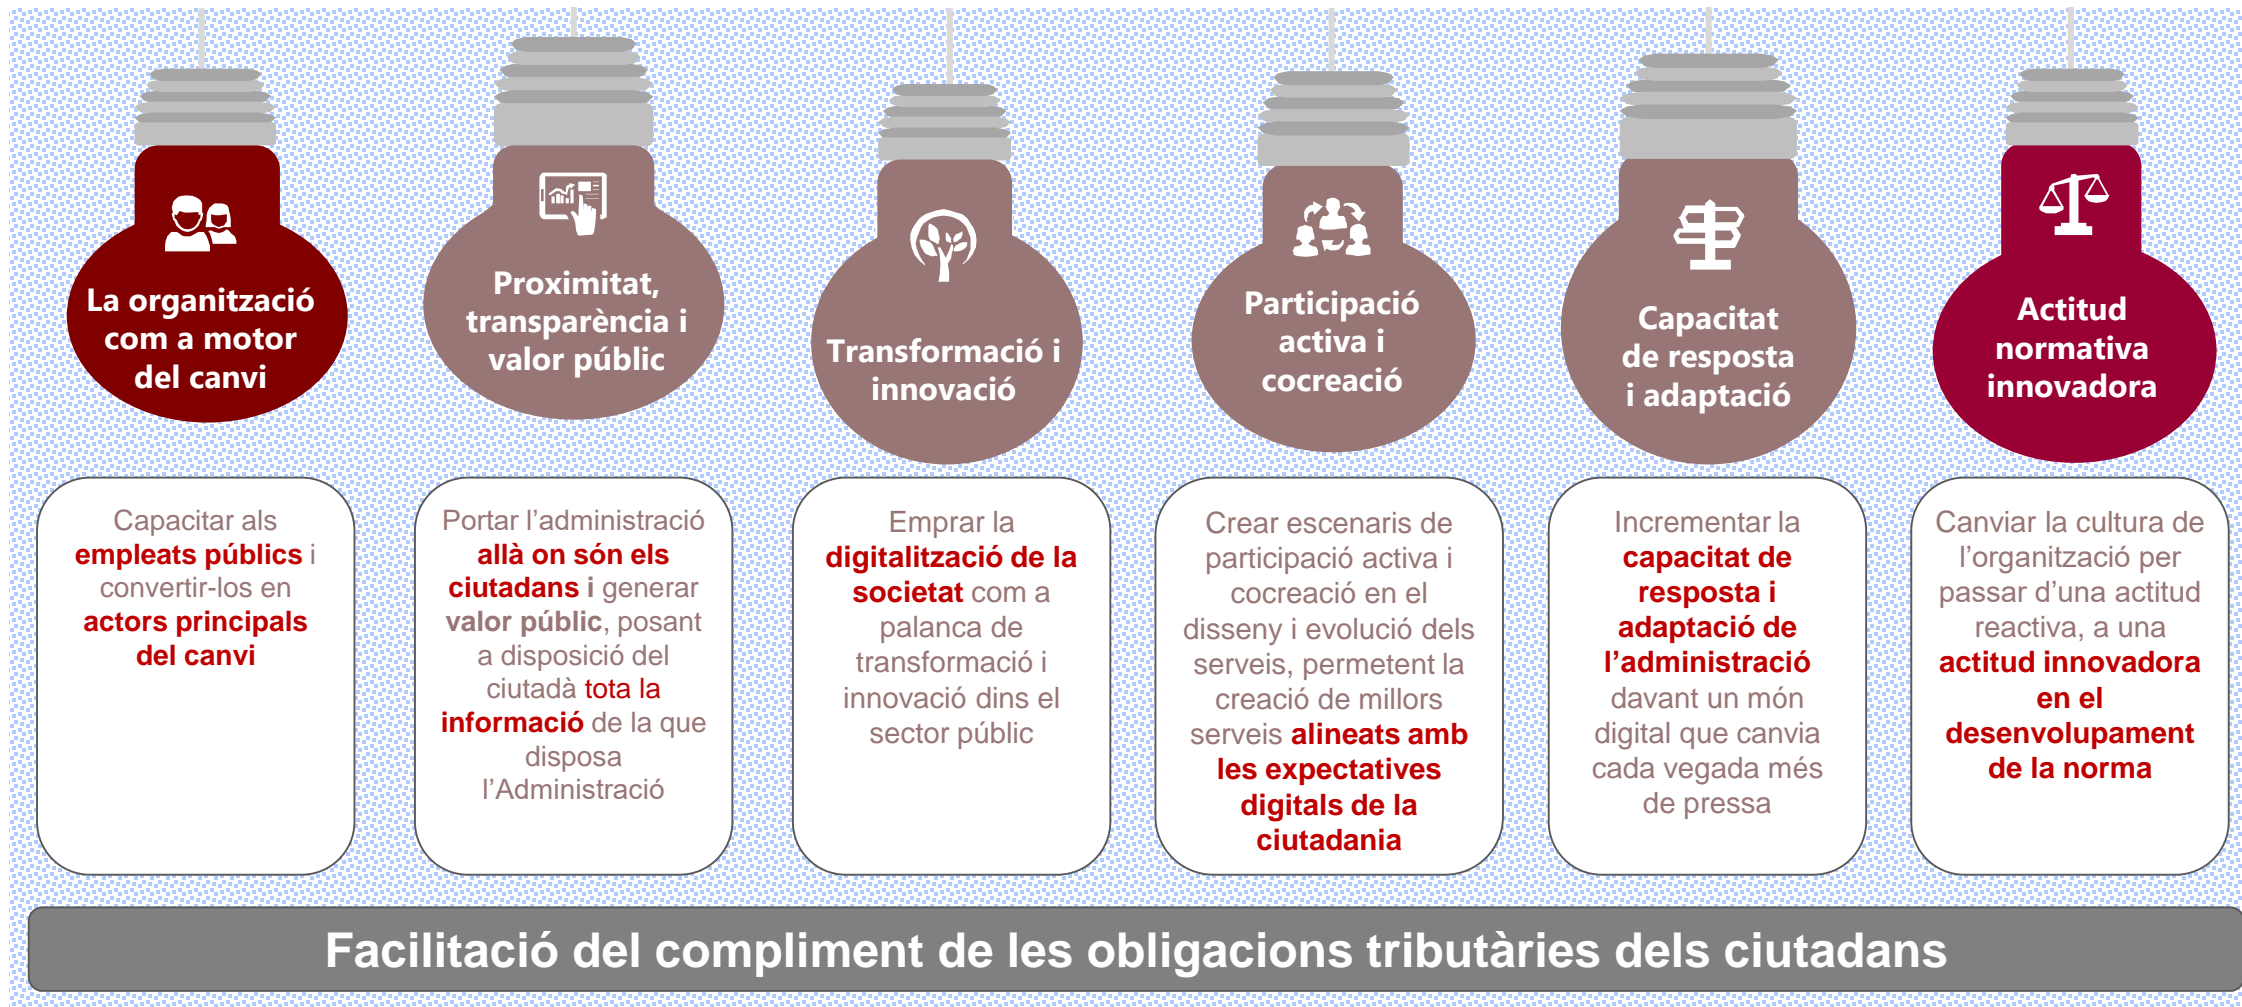 La organització
com a motor
del canvi
Proximitat,
transparència i
valor públic
Transformació i
innovació
Participació
activa i
cocreació
Capacitat
de resposta
i adaptació
Actitud
normativa
innovadora
Capacitar als
empleats públics i
convertir-los en
actors principals
del canvi
Portar l’administració
allà on són els
ciutadans i generar
valor públic, posant
a disposició del
ciutadà tota la
informació de la que
disposa
l’Administració
Emprar la
digitalització de la
societat com a
palanca de
transformació i
innovació dins el
sector públic
Crear escenaris de
participació activa i
cocreació en el
disseny i evolució dels
serveis, permetent la
creació de millors
serveis alineats amb
les expectatives
digitals de la
ciutadania
Incrementar la
capacitat de
resposta i
adaptació de
l’administració
davant un món
digital que canvia
cada vegada més
de pressa
Canviar la cultura de
l’organització per
passar d’una actitud
reactiva, a una
actitud innovadora
en el
desenvolupament
de la norma
Facilitació del compliment de les obligacions tributàries dels ciutadans